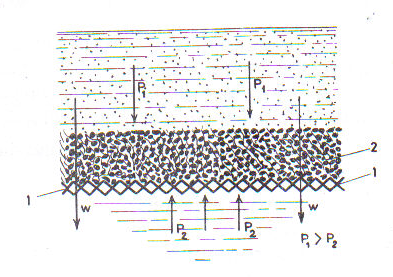 P₁ P₁
2
1 1
w w
P₂ P₂ P₁ > P₂